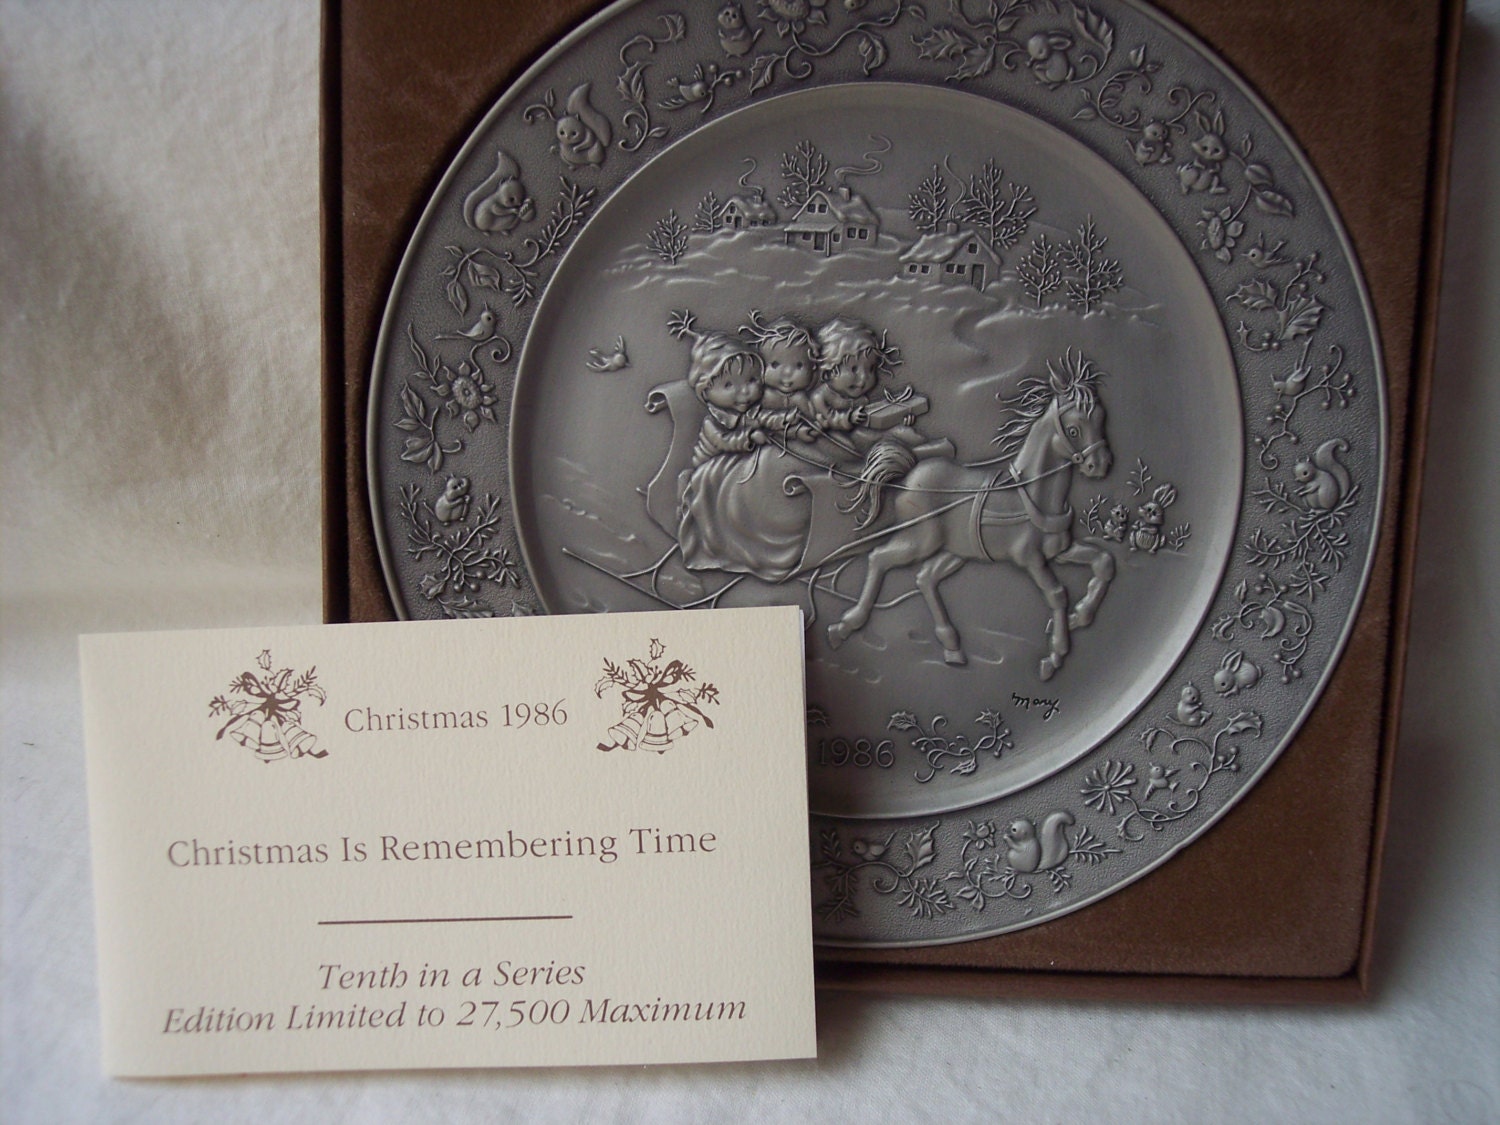 Mary
1986
Christmas 1986
Christmas Is Remembering Time
Tenth in a Series
Edition Limited to 27,500 Maximum